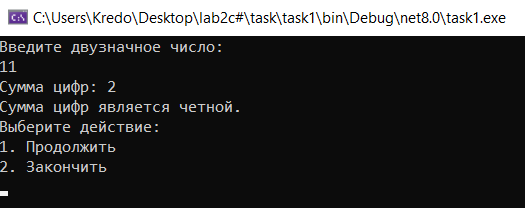 C:\Users\Kredo\Desktop\lab2c#\task\task1\bin\Debug\net8.0\task1.exe
Введите двузначное число:
11
Сумма цифр: 2
Сумма цифр является четной.
Выберите действие:
1. Продолжить
2. Закончить